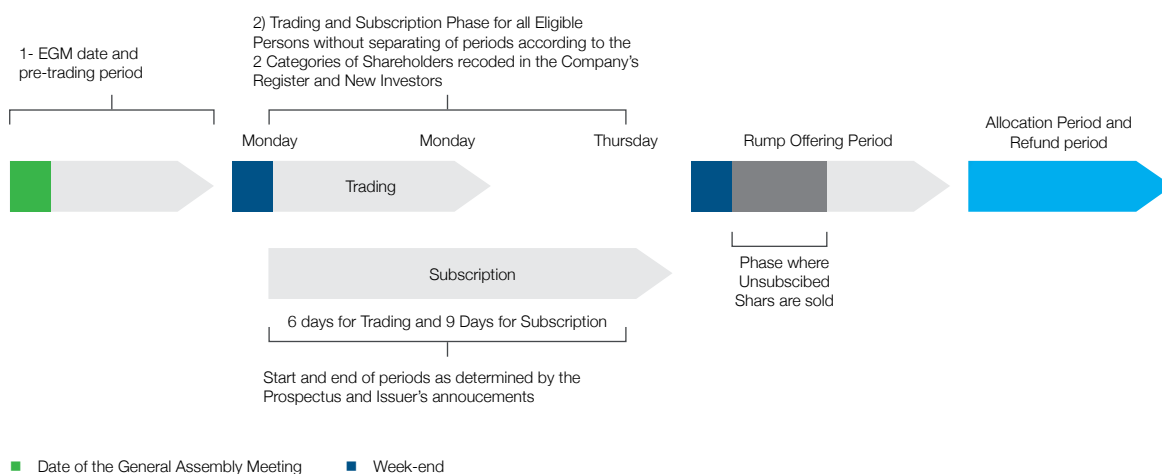 1- EGM date and
pre-trading period
2) Trading and Subscription Phase for all Eligible
Persons without separating of periods according to the
2 Categories of Shareholders recoded in the Company's
Register and New Investors
Monday
Monday
Thursday
Trading
Subscription
6 days for Trading and 9 Days for Subscription
Start and end of periods as determined by the
Prospectus and Issuer's annoucements
Rump Offering Period
Phase where
Unsubscibed
Shars are sold
Allocation Period and
Refund period
Date of the General Assembly Meeting
Week-end